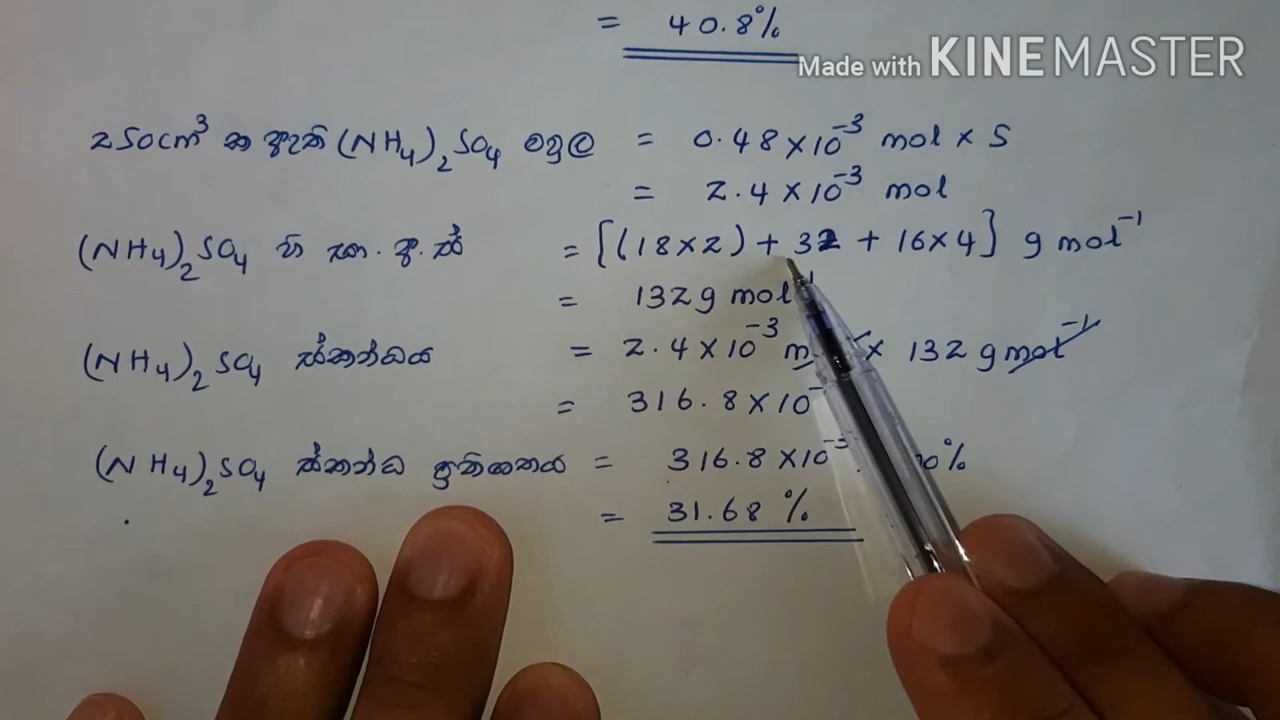 = 40.8%
Made with KINEMASTER
250cm³ ක ඇති (NH₄)₂SO₄ මවුල = 0.48×10⁻³ mol × 5
= 2.4 × 10⁻³ mol
(NH₄)₂SO₄ හි සා.අ.ස් = [(18×2) + 32 + 16×4] g mol⁻¹
= 132 g mol⁻¹
(NH₄)₂SO₄ ස්කන්ධය = 2.4 × 10⁻³ × 132 g mol⁻¹
= 316.8 × 10
(NH₄)₂SO₄ ස්කන්ධ ප්‍රතිශතය = 316.8 × 10⁻³
= 31.68 %